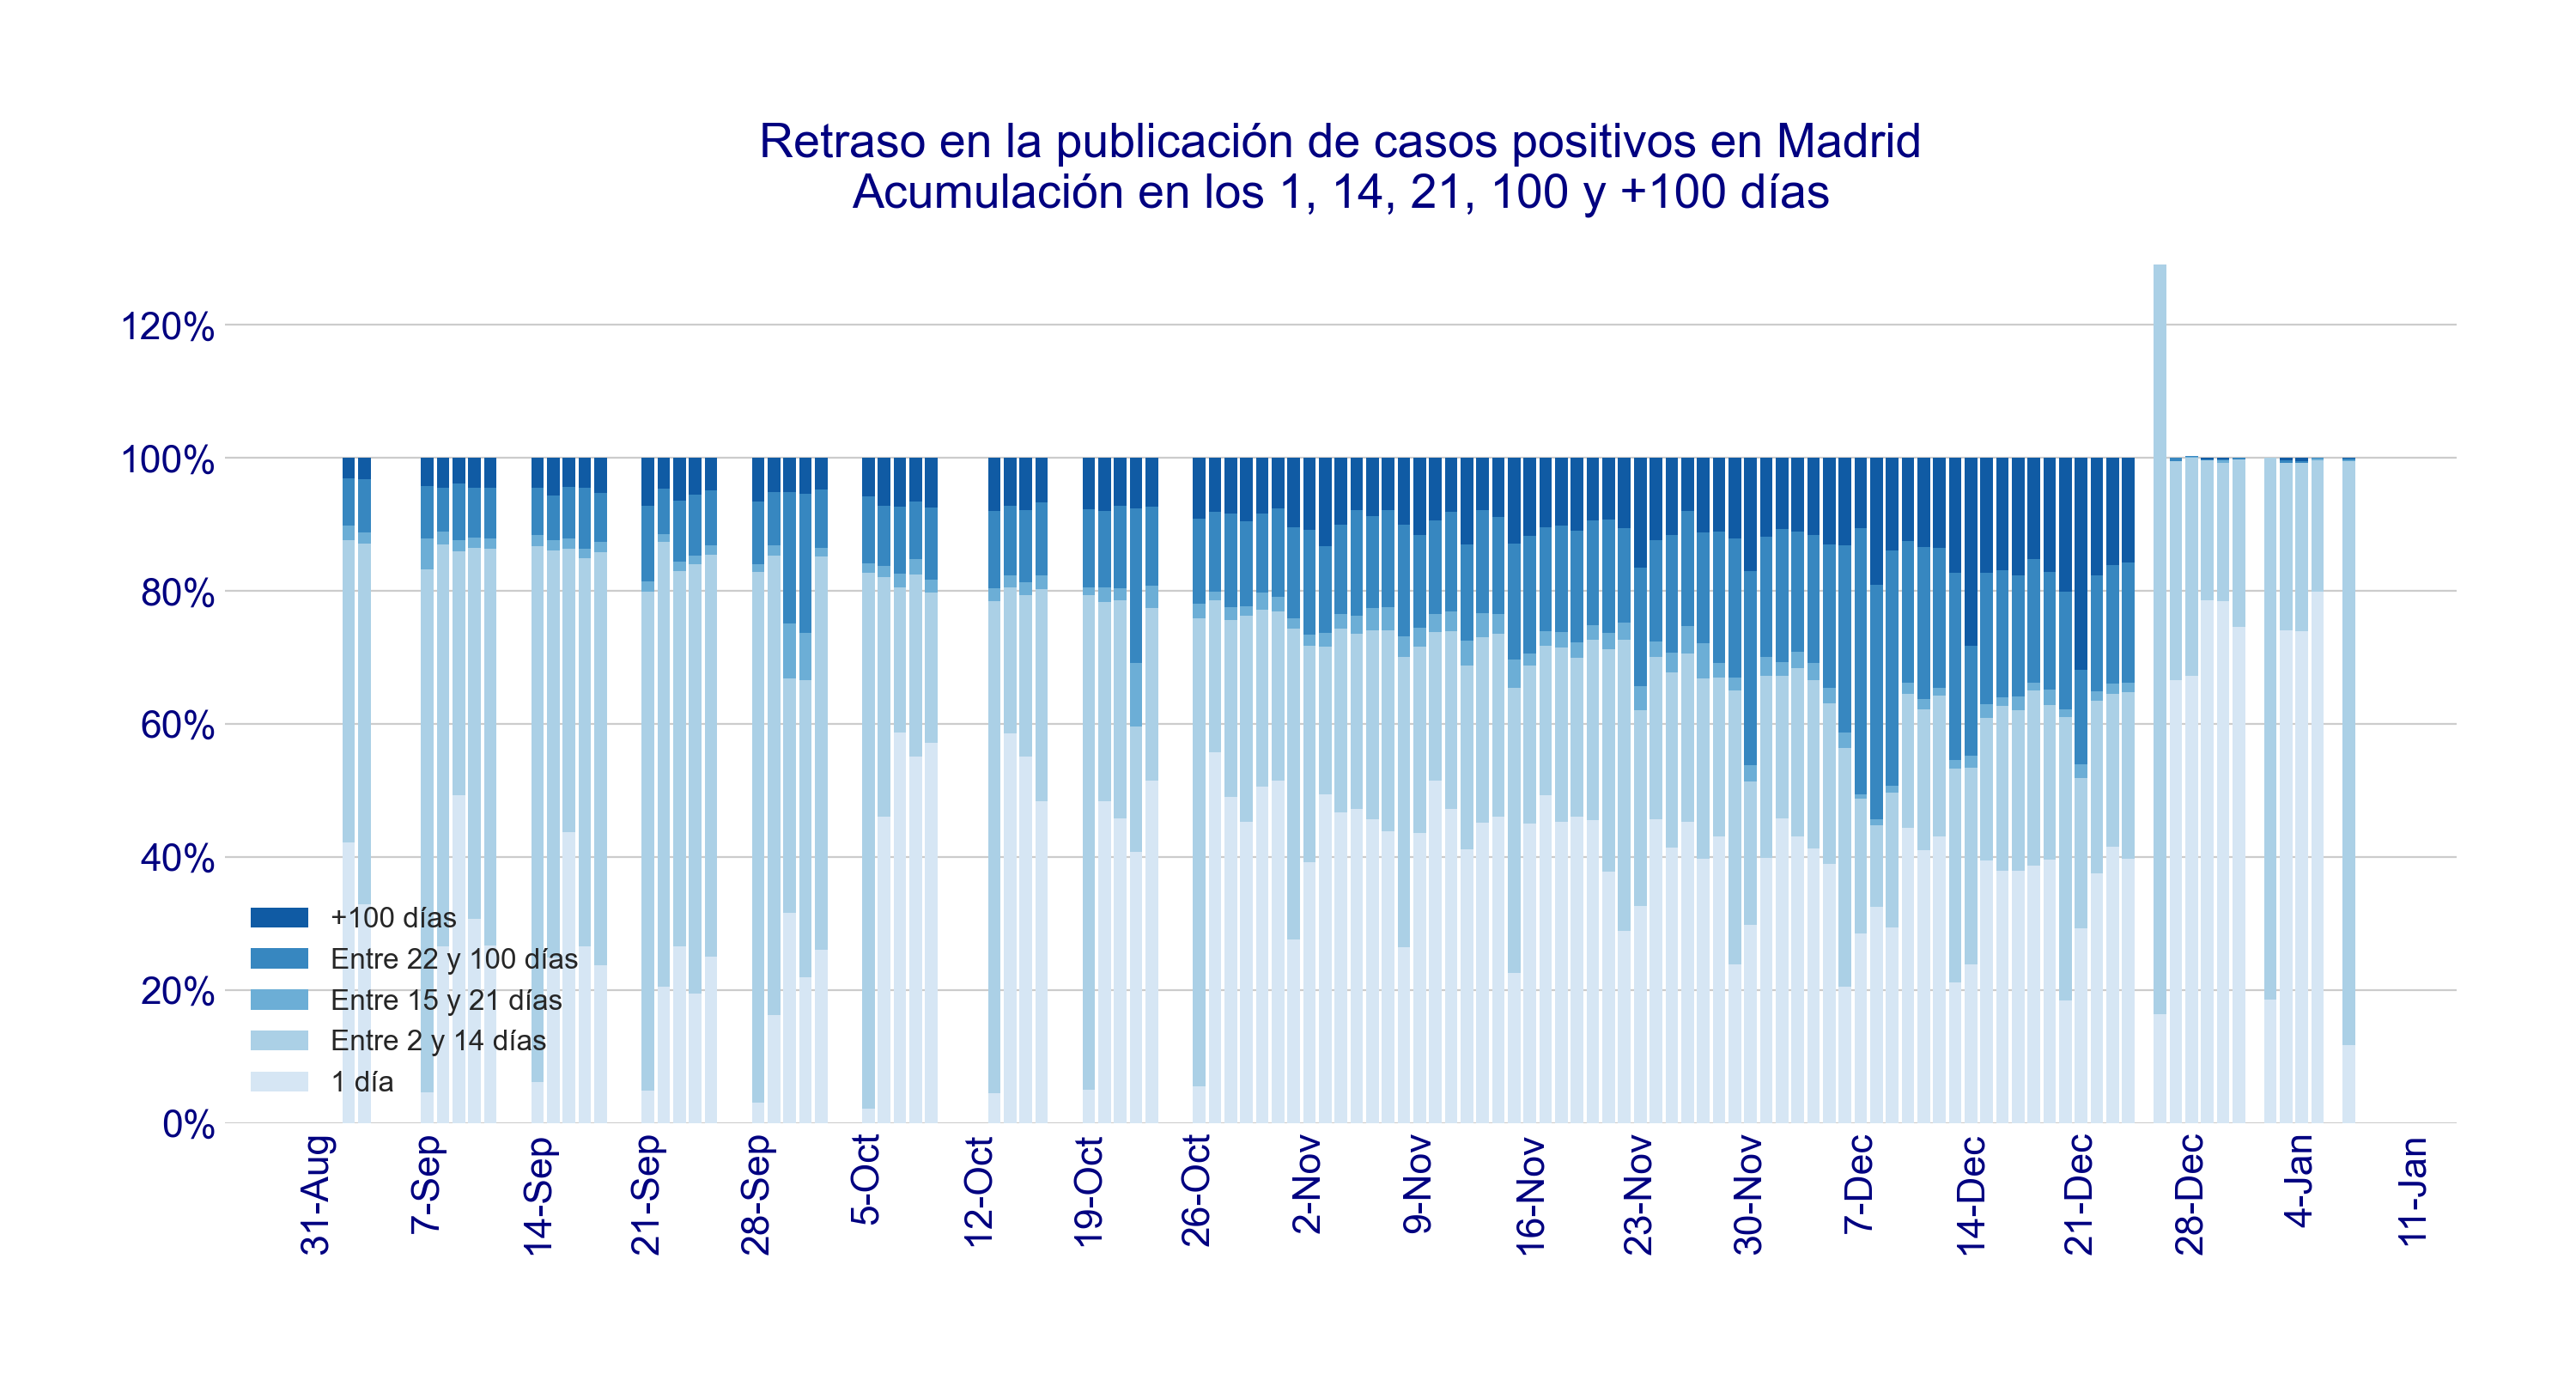 Retraso en la publicación de casos positivos en Madrid
Acumulación en los 1, 14, 21, 100 y +100 días
120%
100%
80%
60%
40%
20%
0%
+100 días
Entre 22 y 100 días
Entre 15 y 21 días
Entre 2 y 14 días
1 día
31-Aug
7-Sep
14-Sep
21-Sep
28-Sep
5-Oct
12-Oct
19-Oct
26-Oct
2-Nov
9-Nov
16-Nov
23-Nov
30-Nov
7-Dec
14-Dec
21-Dec
28-Dec
4-Jan
11-Jan